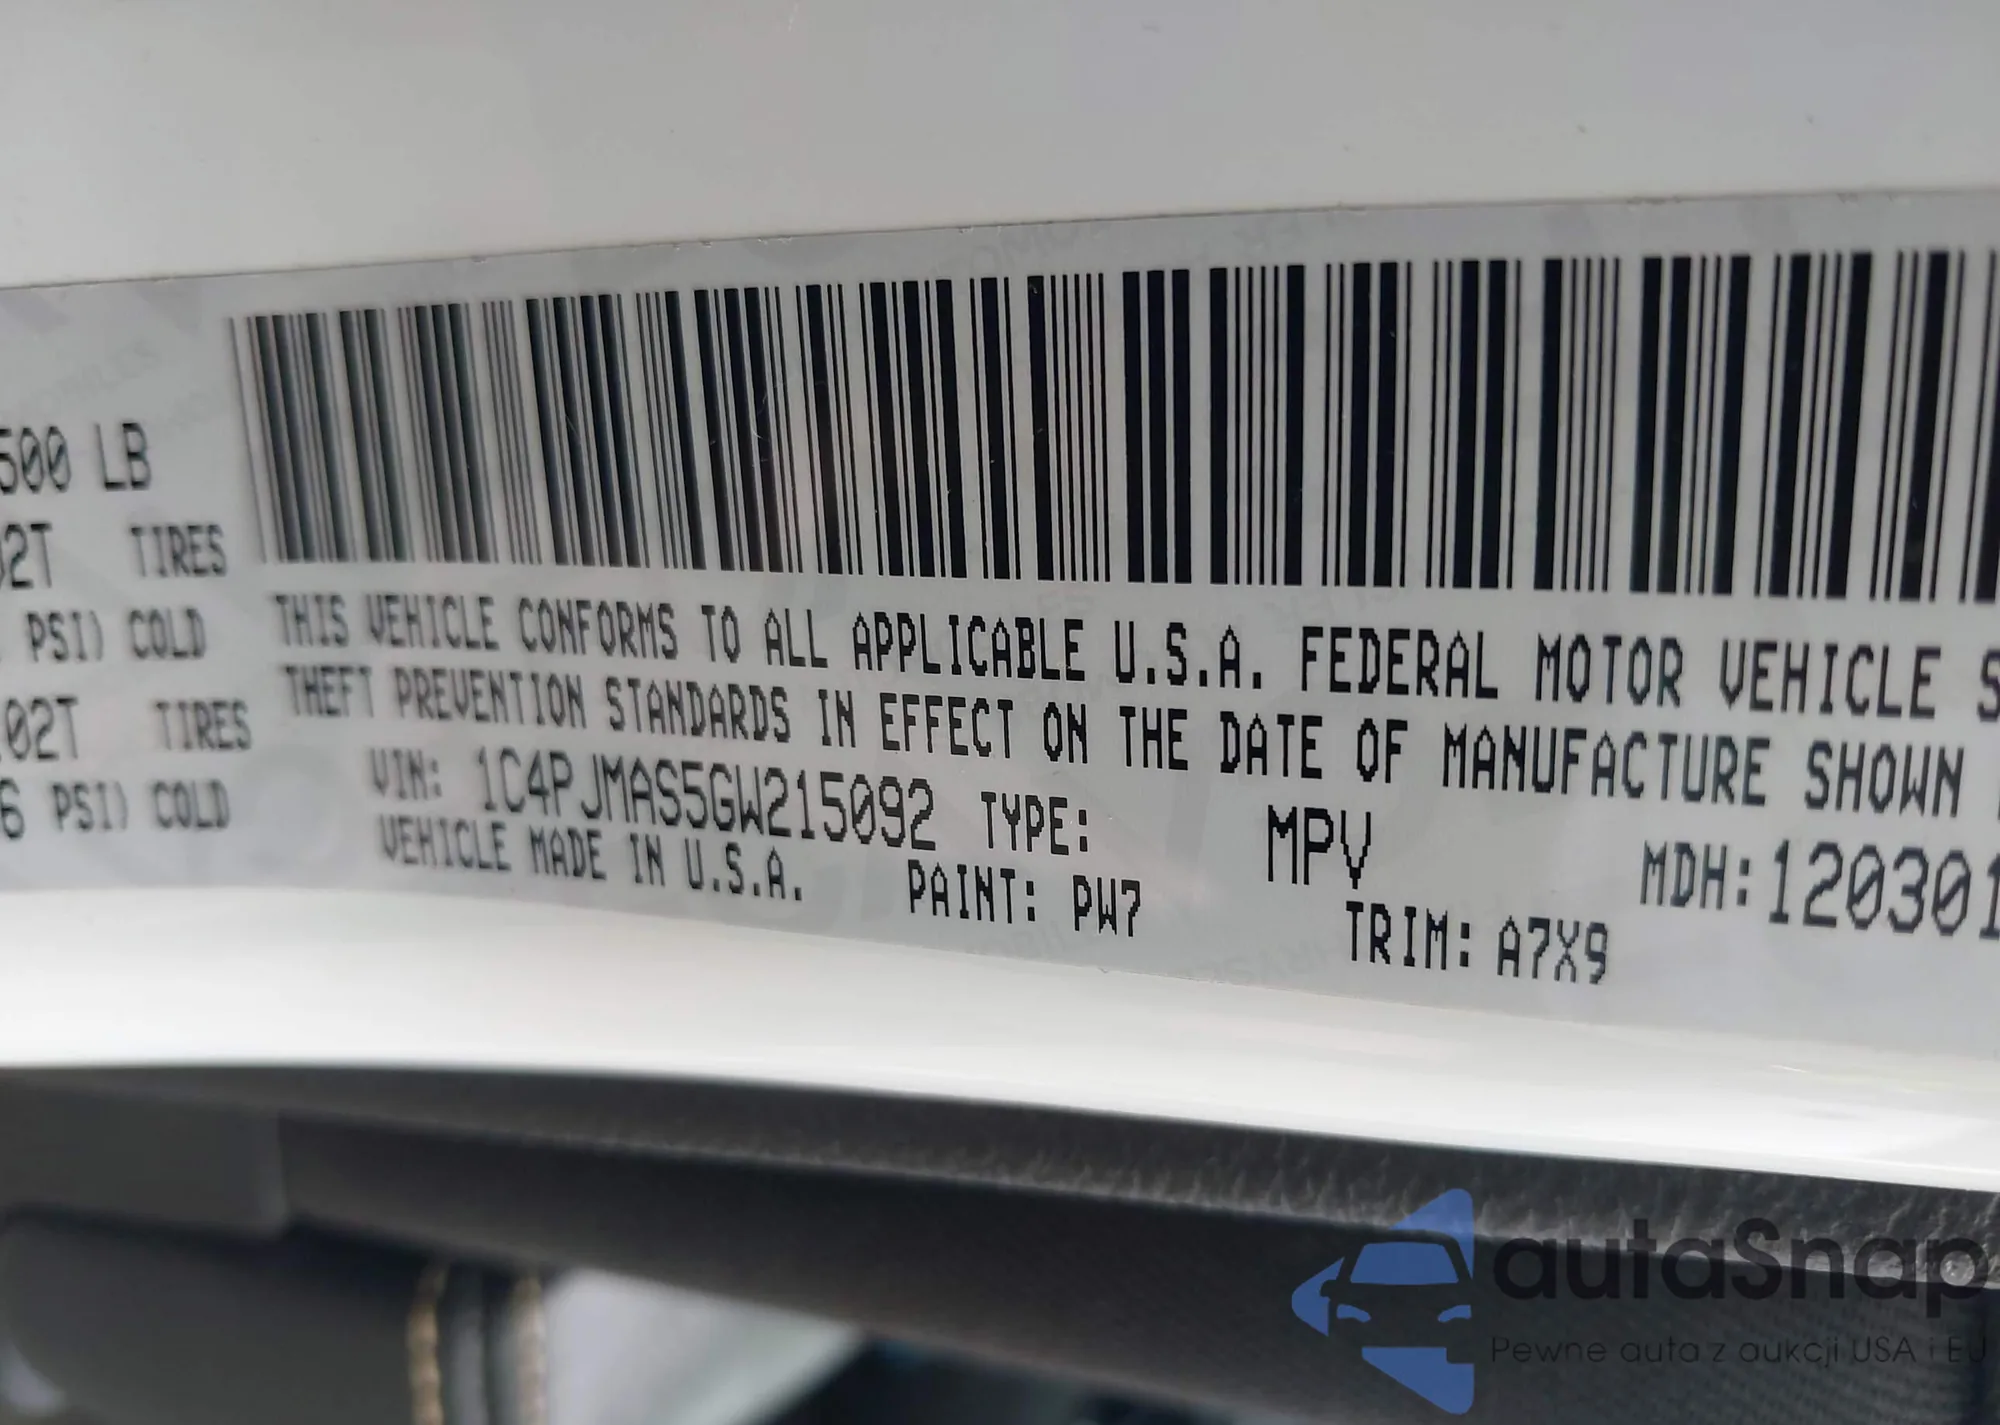 500 LB
02T TIRES
PSI) COLD
102T TIRES
6 PSI) COLD
THIS VEHICLE CONFORMS TO ALL APPLICABLE U.S.A. FEDERAL MOTOR VEHICLE S
THEFT PREVENTION STANDARDS IN EFFECT ON THE DATE OF MANUFACTURE SHOWN
VIN: 1C4PJMAS5GW215092 TYPE: MPV MDH:120301
VEHICLE MADE IN U.S.A. PAINT: PW7 TRIM: A7X9
autaSnap
Pewne auta z aukcji USA i EU